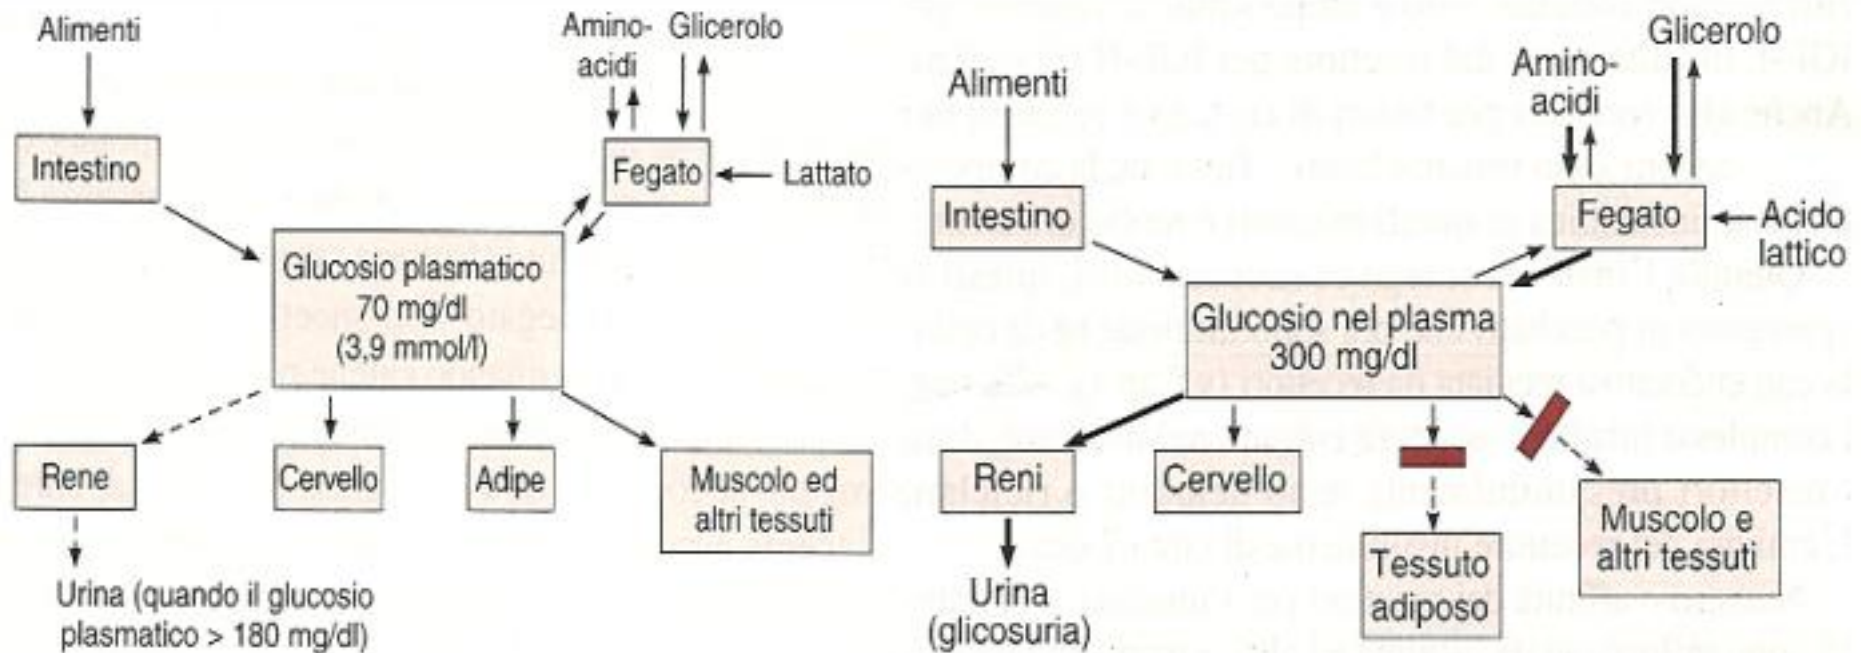 Alimenti
Amino-
acidi
Glicerolo
Intestino
Fegato
Lattato
Glucosio plasmatico
70 mg/dl
(3,9 mmol/l)
Rene
Cervello
Adipe
Muscolo ed
altri tessuti
Urina (quando il glucosio
plasmatico > 180 mg/dl)
Alimenti
Amino-
acidi
Glicerolo
Intestino
Fegato
Acido
lattico
Glucosio nel plasma
300 mg/dl
Reni
Cervello
Tessuto
adiposo
Muscolo e
altri tessuti
Urina
(glicosuria)